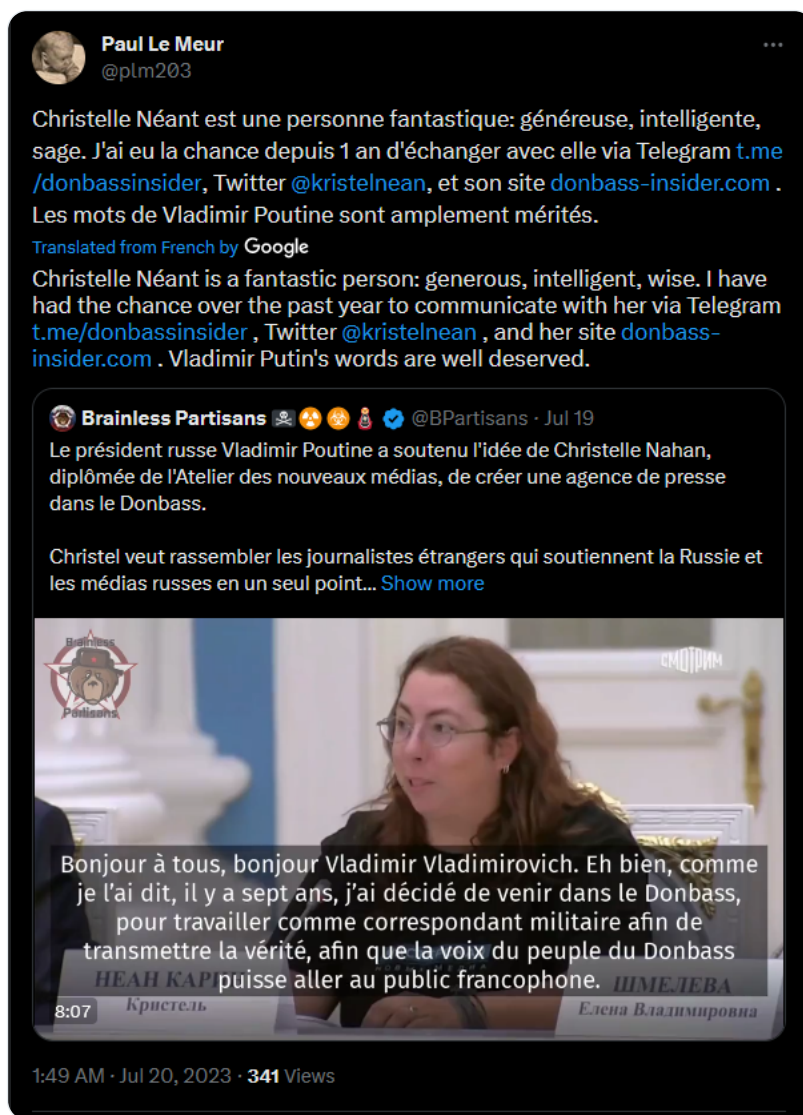 Paul Le Meur
@plm203
Christelle Néant est une personne fantastique: généreuse, intelligente,
sage. J'ai eu la chance depuis 1 an d'échanger avec elle via Telegram t.me
/donbassinsider, Twitter @kristelnean, et son site donbass-insider.com .
Les mots de Vladimir Poutine sont amplement mérités.
Translated from French by Google
Christelle Néant is a fantastic person: generous, intelligent, wise. I have
had the chance over the past year to communicate with her via Telegram
t.me/donbassinsider , Twitter @kristelnean , and her site donbass-
insider.com . Vladimir Putin's words are well deserved.
Brainless Partisans @BPartisans · Jul 19
Le président russe Vladimir Poutine a soutenu l'idée de Christelle Nahan,
diplômée de l'Atelier des nouveaux médias, de créer une agence de presse
dans le Donbass.
Christel veut rassembler les journalistes étrangers qui soutiennent la Russie et
les médias russes en un seul point... Show more
Brainless
Partisans
СМОТРИМ
Bonjour à tous, bonjour Vladimir Vladimirovich. Eh bien, comme
je l'ai dit, il y a sept ans, j'ai décidé de venir dans le Donbass,
pour travailler comme correspondant militaire afin de
transmettre la vérité, afin que la voix du peuple du Donbass
puisse aller au public francophone.
НЕАН
Кристель
ШМЕЛЕВА
Елена Владимировна
8:07
1:49 AM · Jul 20, 2023 · 341 Views